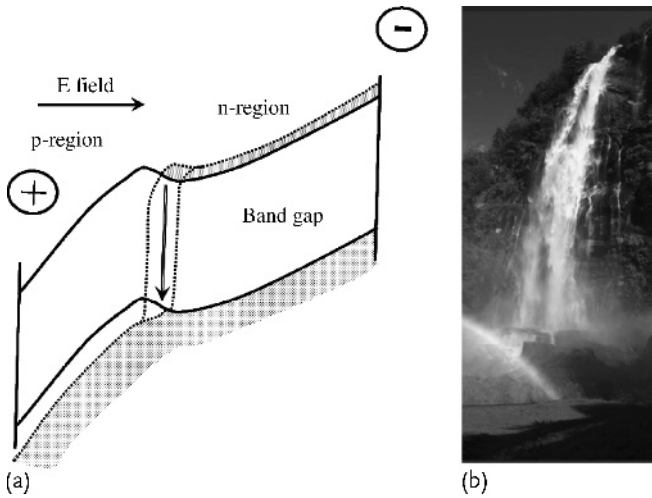 -
E field
n-region
p-region
+
Band gap
(a)
(b)